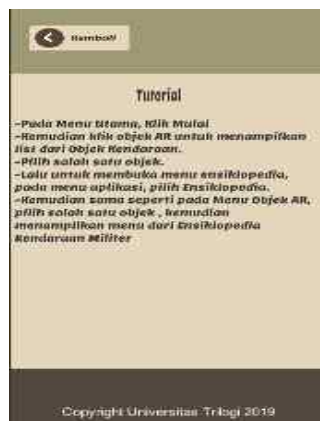 Kembali
Tutorial
-Pada Menu Utama, Klik Mulai
-Kemudian klik objek AR untuk menampilkan
list dari Objek Kendaraan.
-Pilih salah satu objek.
-Lalu untuk membuka menu ensiklopedia,
pada menu aplikasi, pilih Ensiklopedia.
-Kemudian sama seperti pada Menu Objek AR,
pilih salah satu objek , kemudian
menampilkan menu dari Ensiklopedia
Kendaraan Militer
Copyright Universitas Trilogi 2019